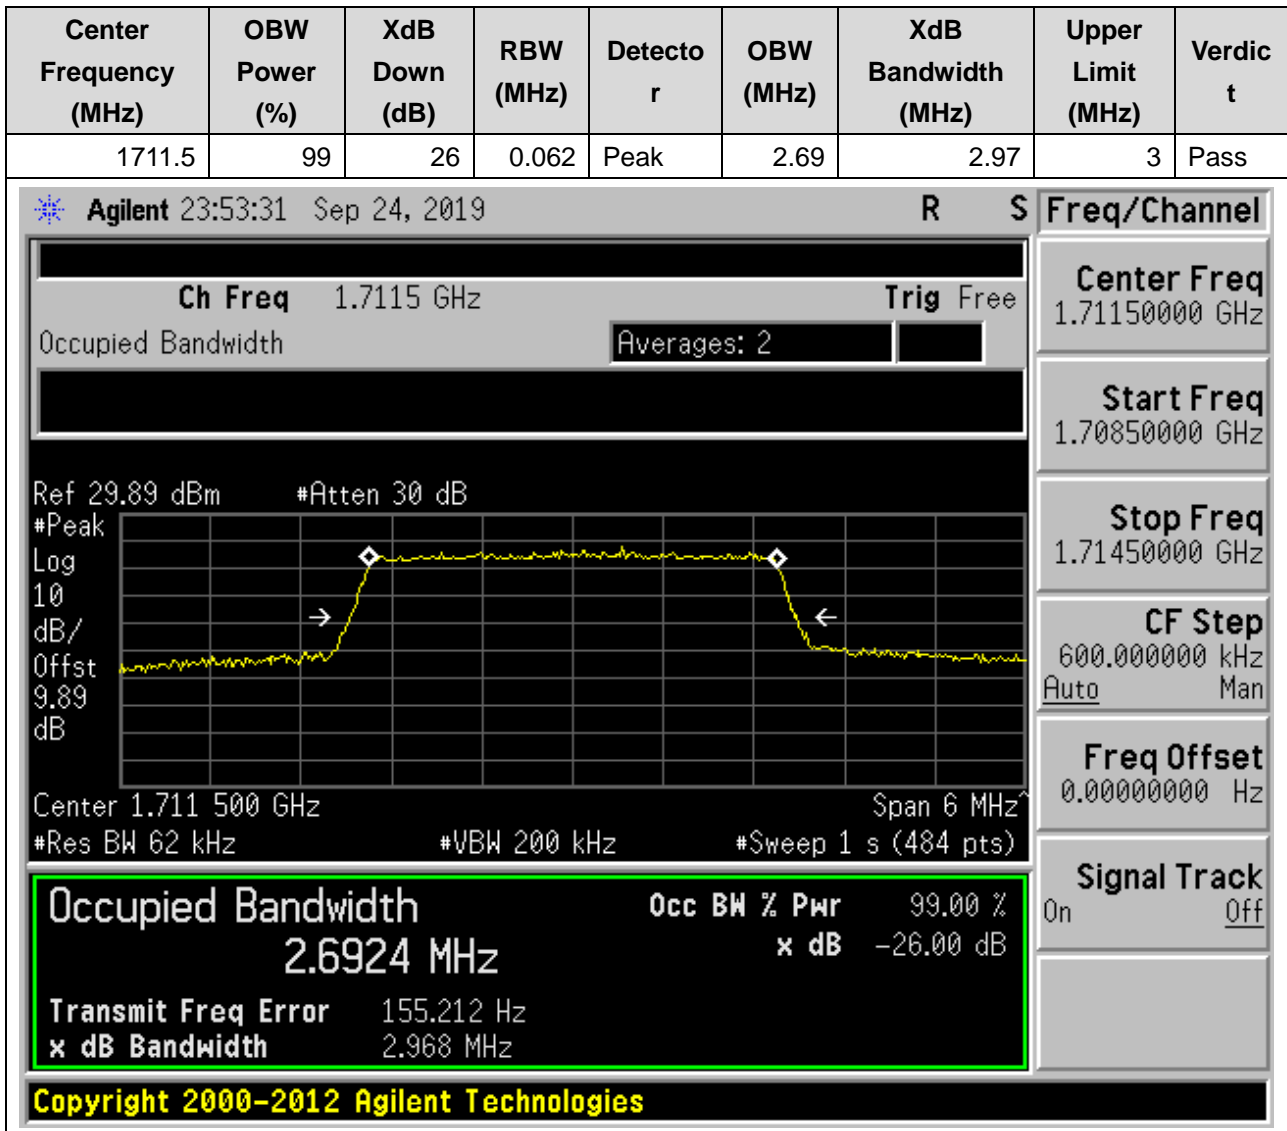 Center Frequency (MHz) OBW Power (%) XdB Down (dB) RBW (MHz) Detecto r OBW (MHz) XdB Bandwidth (MHz) Upper Limit (MHz) Verdic t
1711.5 99 26 0.062 Peak 2.69 2.97 3 Pass
Agilent 23:53:31 Sep 24, 2019 R S Freq/Channel
Ch Freq 1.7115 GHz Trig Free
Occupied Bandwidth Averages: 2
Center Freq
1.71150000 GHz
Start Freq
1.70850000 GHz
Stop Freq
1.71450000 GHz
CF Step
600.000000 kHz
Auto Man
Freq Offset
0.00000000 Hz
Signal Track
On Off
Ref 29.89 dBm #Atten 30 dB
#Peak
Log
10
dB/
Offst
9.89
dB
Center 1.711 500 GHz Span 6 MHz^
#Res BW 62 kHz #VBW 200 kHz #Sweep 1 s (484 pts)
Occupied Bandwidth Occ BW % Pwr 99.00 %
2.6924 MHz x dB -26.00 dB
Transmit Freq Error 155.212 Hz
x dB Bandwidth 2.968 MHz
Copyright 2000-2012 Agilent Technologies